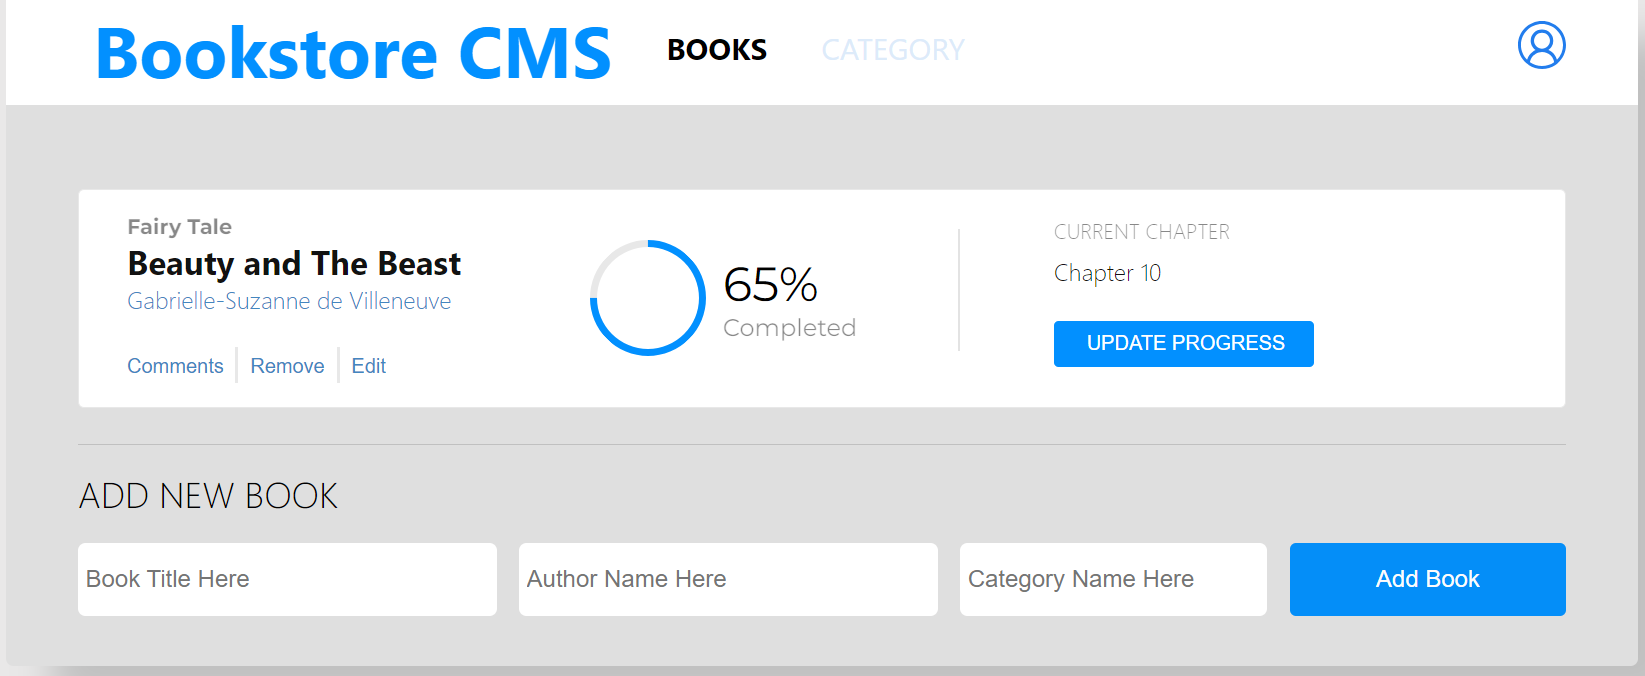 Bookstore CMS BOOKS CATEGORY
Fairy Tale
Beauty and The Beast
Gabrielle-Suzanne de Villeneuve
Comments Remove Edit
65%
Completed
CURRENT CHAPTER
Chapter 10
UPDATE PROGRESS
ADD NEW BOOK
Book Title Here Author Name Here Category Name Here Add Book